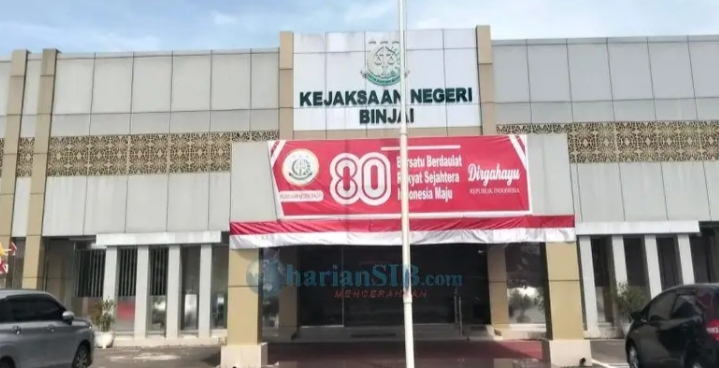 KEJAKSAAN NEGERI
BINJAI
80
Bersatu Berdaulat
Rakyat Sejahtera
Indonesia Maju
Dirgahayu
REPUBLIK INDONESIA
harianSIB.com
MENCERAHKAN